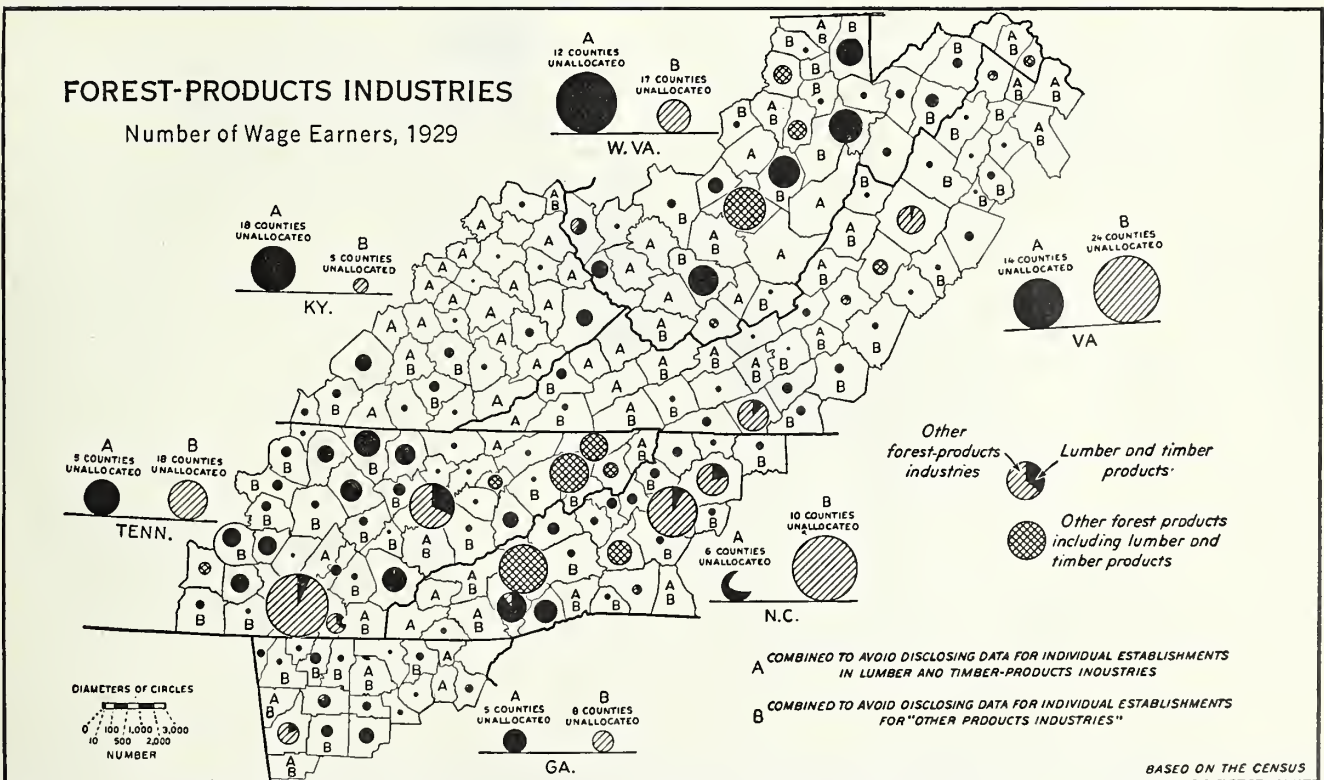 FOREST-PRODUCTS INDUSTRIES
Number of Wage Earners, 1929
A
12 COUNTIES
UNALLOCATED
B
17 COUNTIES
UNALLOCATED
W. VA.
A
18 COUNTIES
UNALLOCATED
B
5 COUNTIES
UNALLOCATED
KY.
A
14 COUNTIES
UNALLOCATED
B
24 COUNTIES
UNALLOCATED
VA
A
5 COUNTIES
UNALLOCATED
B
18 COUNTIES
UNALLOCATED
TENN.
A
6 COUNTIES
UNALLOCATED
B
10 COUNTIES
UNALLOCATED
N.C.
A
5 COUNTIES
UNALLOCATED
B
8 COUNTIES
UNALLOCATED
GA.
Other
forest-products
industries
Lumber and timber
products
Other forest products
including lumber and
timber products
A COMBINED TO AVOID DISCLOSING DATA FOR INDIVIDUAL ESTABLISHMENTS
IN LUMBER AND TIMBER-PRODUCTS INDUSTRIES
B COMBINED TO AVOID DISCLOSING DATA FOR INDIVIDUAL ESTABLISHMENTS
FOR "OTHER PRODUCTS INDUSTRIES"
DIAMETERS OF CIRCLES
0 100 1,000 3,000
10 500 2,000
NUMBER
BASED ON THE CENSUS